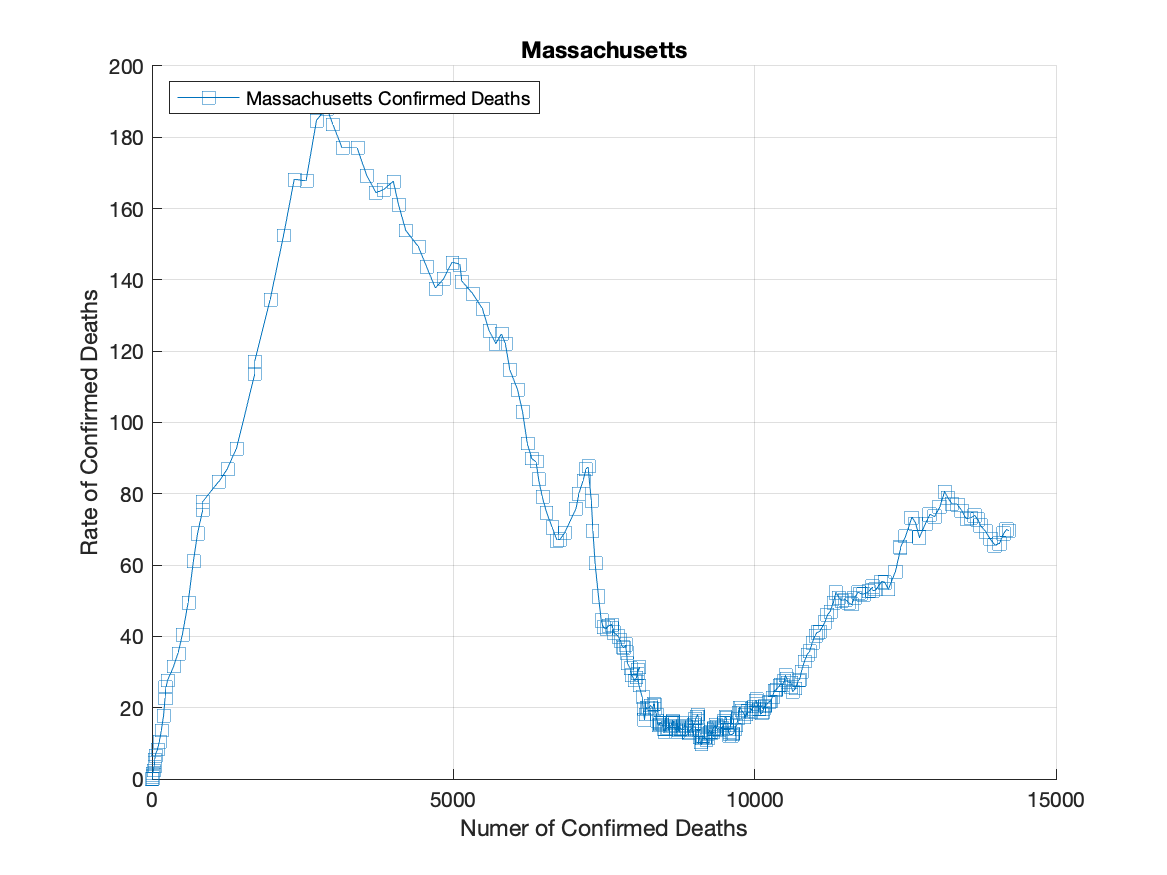 Massachusetts
Massachusetts Confirmed Deaths
200
180
160
140
120
100
80
60
40
20
0
Rate of Confirmed Deaths
0 5000 10000 15000
Numer of Confirmed Deaths